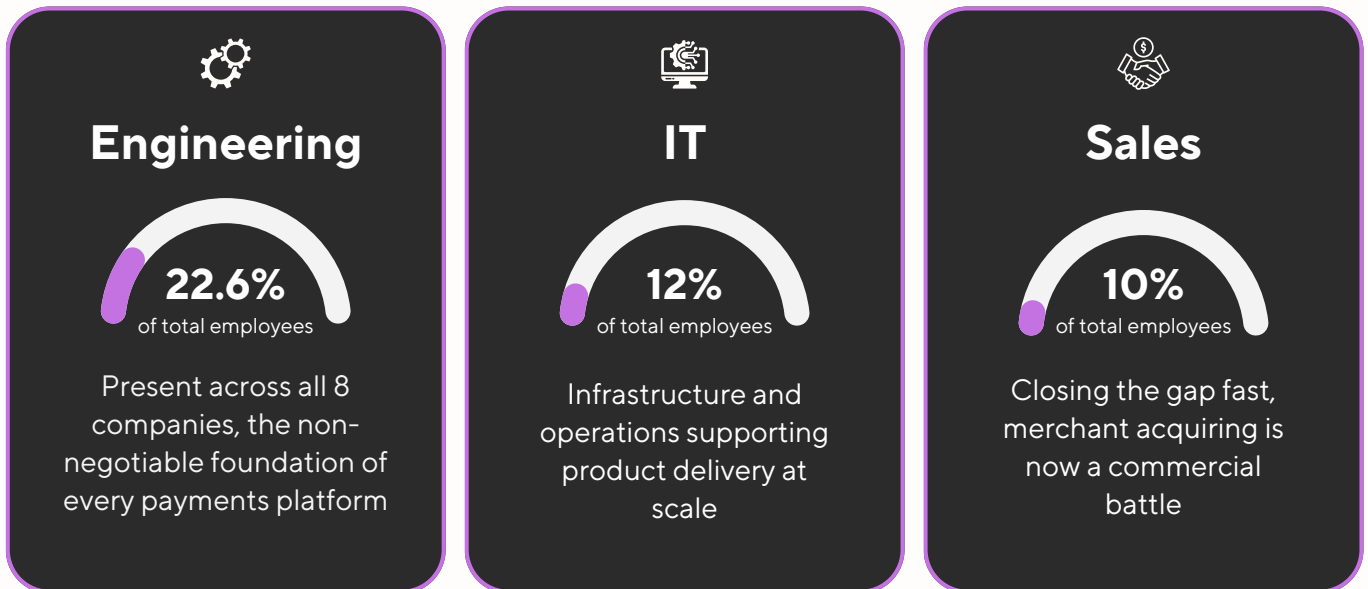 Engineering
22.6%
of total employees
Present across all 8
companies, the non-
negotiable foundation of
every payments platform
IT
12%
of total employees
Infrastructure and
operations supporting
product delivery at
scale
$
Sales
10%
of total employees
Closing the gap fast,
merchant acquiring is
now a commercial
battle